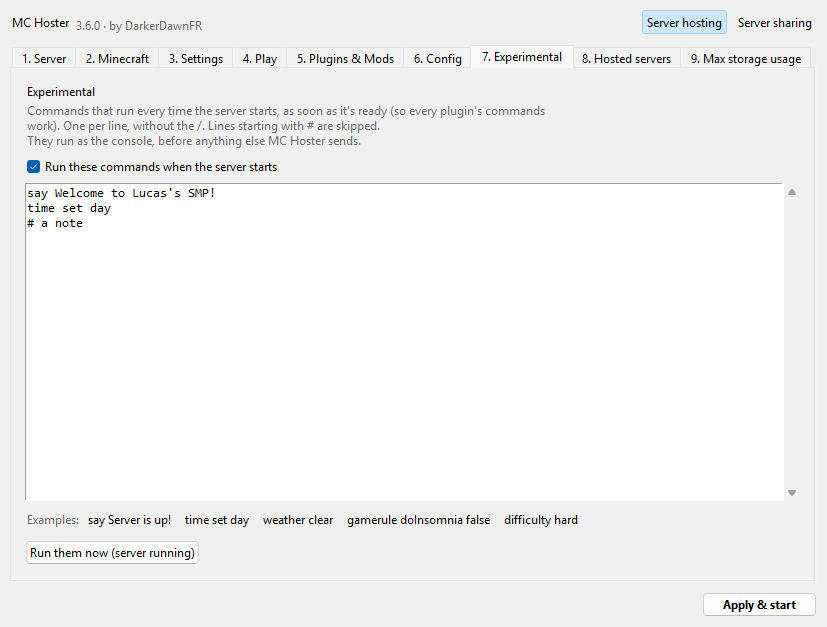 MC Hoster 3.6.0 · by DarkerDawnFR
Server hosting Server sharing
1. Server 2. Minecraft 3. Settings 4. Play 5. Plugins & Mods 6. Config 7. Experimental 8. Hosted servers 9. Max storage usage
Experimental
Commands that run every time the server starts, as soon as it's ready (so every plugin's commands
work). One per line, without the /. Lines starting with # are skipped.
They run as the console, before anything else MC Hoster sends.
Run these commands when the server starts
say Welcome to Lucas's SMP!
time set day
# a note
Examples: say Server is up! time set day weather clear gamerule doInsomnia false difficulty hard
Run them now (server running)
Apply & start